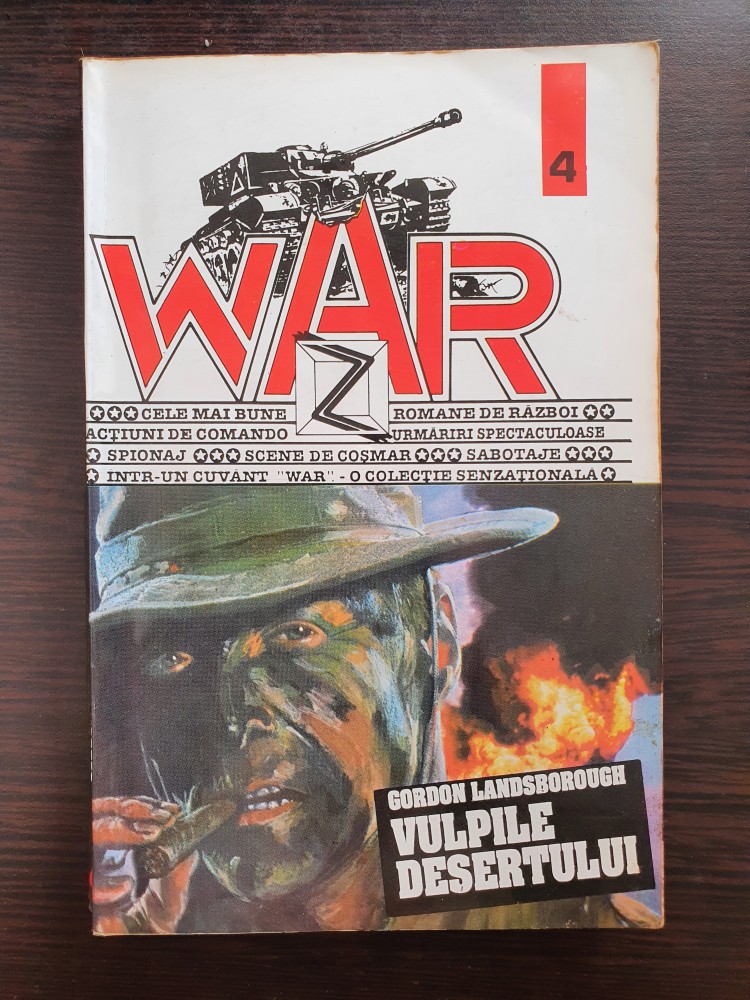 4
WAR
Z
✪✪✪ CELE MAI BUNE ROMANE DE RĂZBOI ✪✪
ACȚIUNI DE COMANDO URMĂRIRI SPECTACULOASE
✪ SPIONAJ ✪✪✪ SCENE DE COȘMAR ✪✪✪ SABOTAJE ✪✪✪
✪ INTR-UN CUVÂNT "WAR" - O COLECȚIE SENZAȚIONALĂ ✪
GORDON LANDSBOROUGH
VULPILE
DESERTULUI